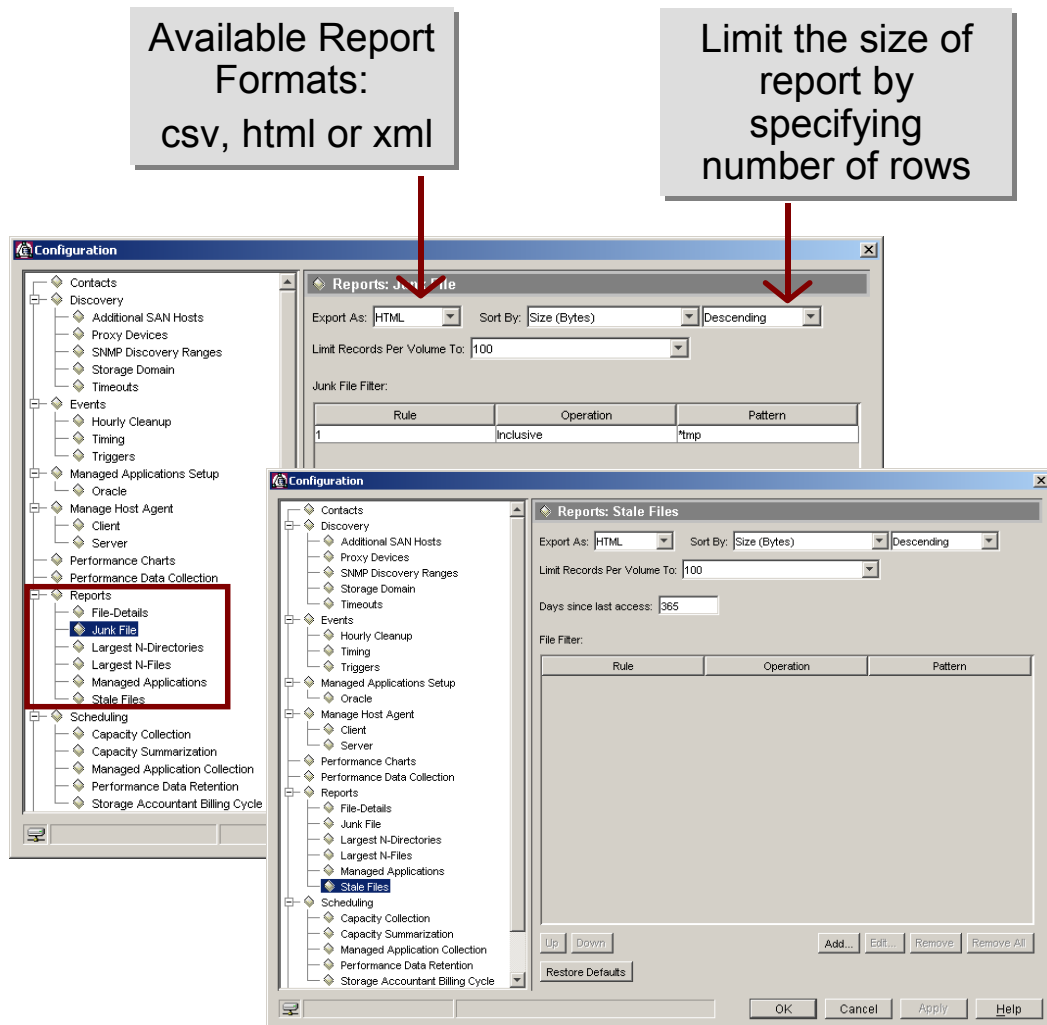 Available Report
Formats:
csv, html or xml
Limit the size of
report by
specifying
number of rows
Configuration
Contacts
Discovery
Additional SAN Hosts
Proxy Devices
SNMP Discovery Ranges
Storage Domain
Timeouts
Events
Hourly Cleanup
Timing
Triggers
Managed Applications Setup
Oracle
Manage Host Agent
Client
Server
Performance Charts
Performance Data Collection
Reports
File-Details
Junk File
Largest N-Directories
Largest N-Files
Managed Applications
Stale Files
Scheduling
Capacity Collection
Capacity Summarization
Managed Application Collection
Performance Data Retention
Storage Accountant Billing Cycle
Reports: Junk File
Export As: HTML Sort By: Size (Bytes) Descending
Limit Records Per Volume To: 100
Junk File Filter:
Rule Operation Pattern
1 Inclusive *tmp
Configuration
Contacts
Discovery
Additional SAN Hosts
Proxy Devices
SNMP Discovery Ranges
Storage Domain
Timeouts
Events
Hourly Cleanup
Timing
Triggers
Managed Applications Setup
Oracle
Manage Host Agent
Client
Server
Performance Charts
Performance Data Collection
Reports
File-Details
Junk File
Largest N-Directories
Largest N-Files
Managed Applications
Stale Files
Scheduling
Capacity Collection
Capacity Summarization
Managed Application Collection
Performance Data Retention
Storage Accountant Billing Cycle
Reports: Stale Files
Export As: HTML Sort By: Size (Bytes) Descending
Limit Records Per Volume To: 100
Days since last access: 365
File Filter:
Rule Operation Pattern
Up Down Add... Edit... Remove Remove All
Restore Defaults
OK Cancel Apply Help